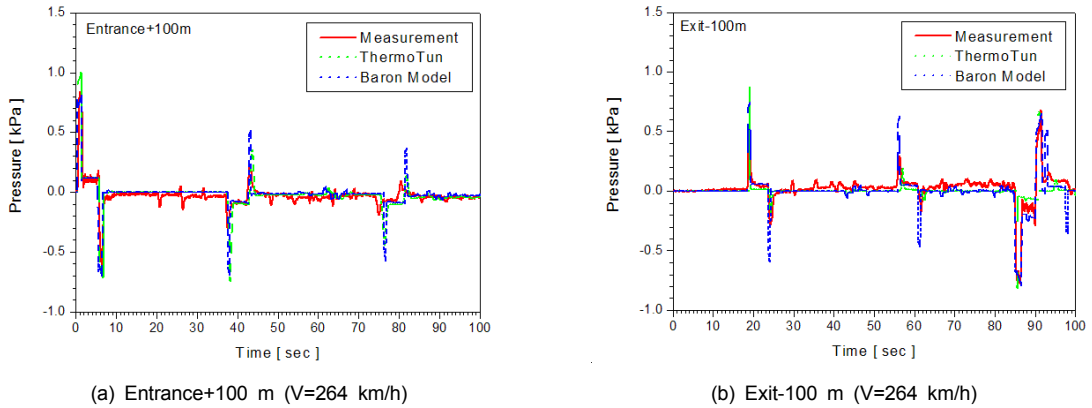 1.5
1.0
0.5
0.0
-0.5
-1.0
Pressure [ kPa ]
Entrance+100m
Measurement
ThermoTun
Baron Model
0 10 20 30 40 50 60 70 80 90 100
Time [ sec ]
(a) Entrance+100 m (V=264 km/h)
1.5
1.0
0.5
0.0
-0.5
-1.0
Pressure [ kPa ]
Exit-100m
Measurement
ThermoTun
Baron Model
0 10 20 30 40 50 60 70 80 90 100
Time [ sec ]
(b) Exit-100 m (V=264 km/h)